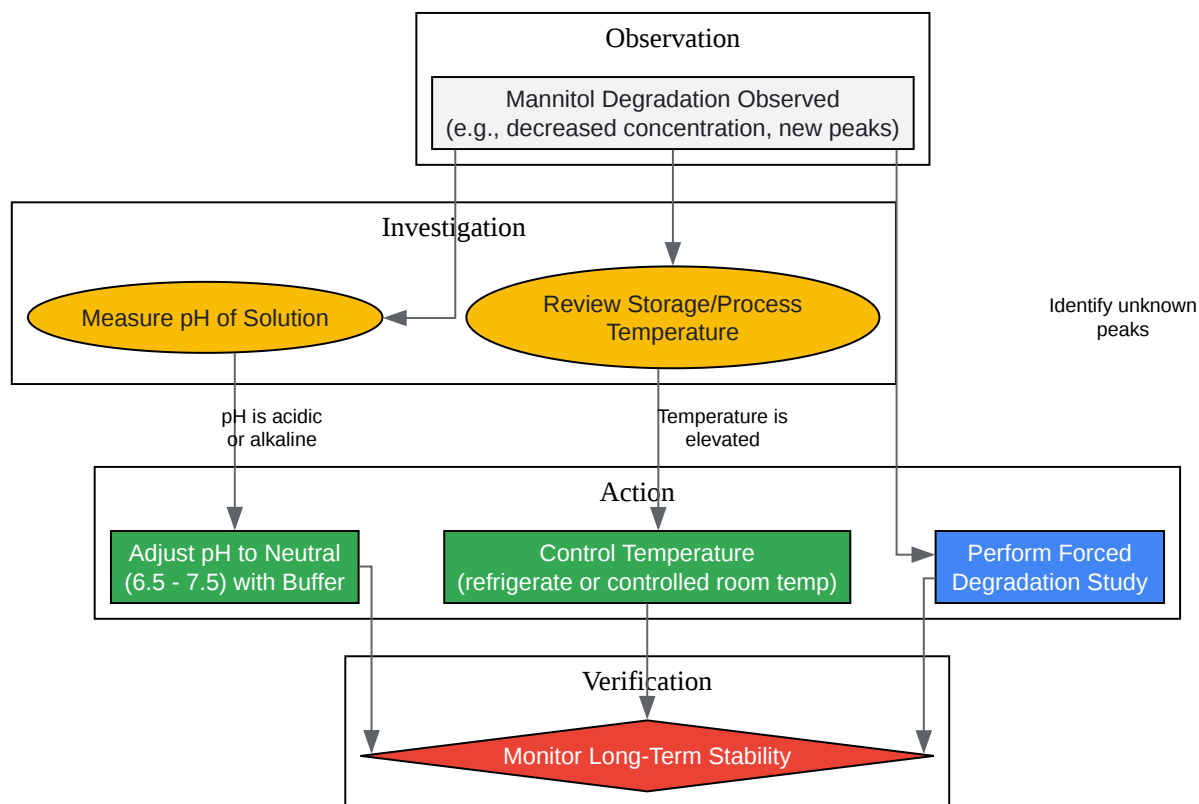 Observation
Mannitol Degradation Observed
(e.g., decreased concentration, new peaks)
Investigation
Measure pH of Solution
Review Storage/Process
Temperature
Identify unknown
peaks
pH is acidic
or alkaline
Temperature is
elevated
Action
Adjust pH to Neutral
(6.5 - 7.5) with Buffer
Control Temperature
(refrigerate or controlled room temp)
Perform Forced
Degradation Study
Verification
Monitor Long-Term Stability